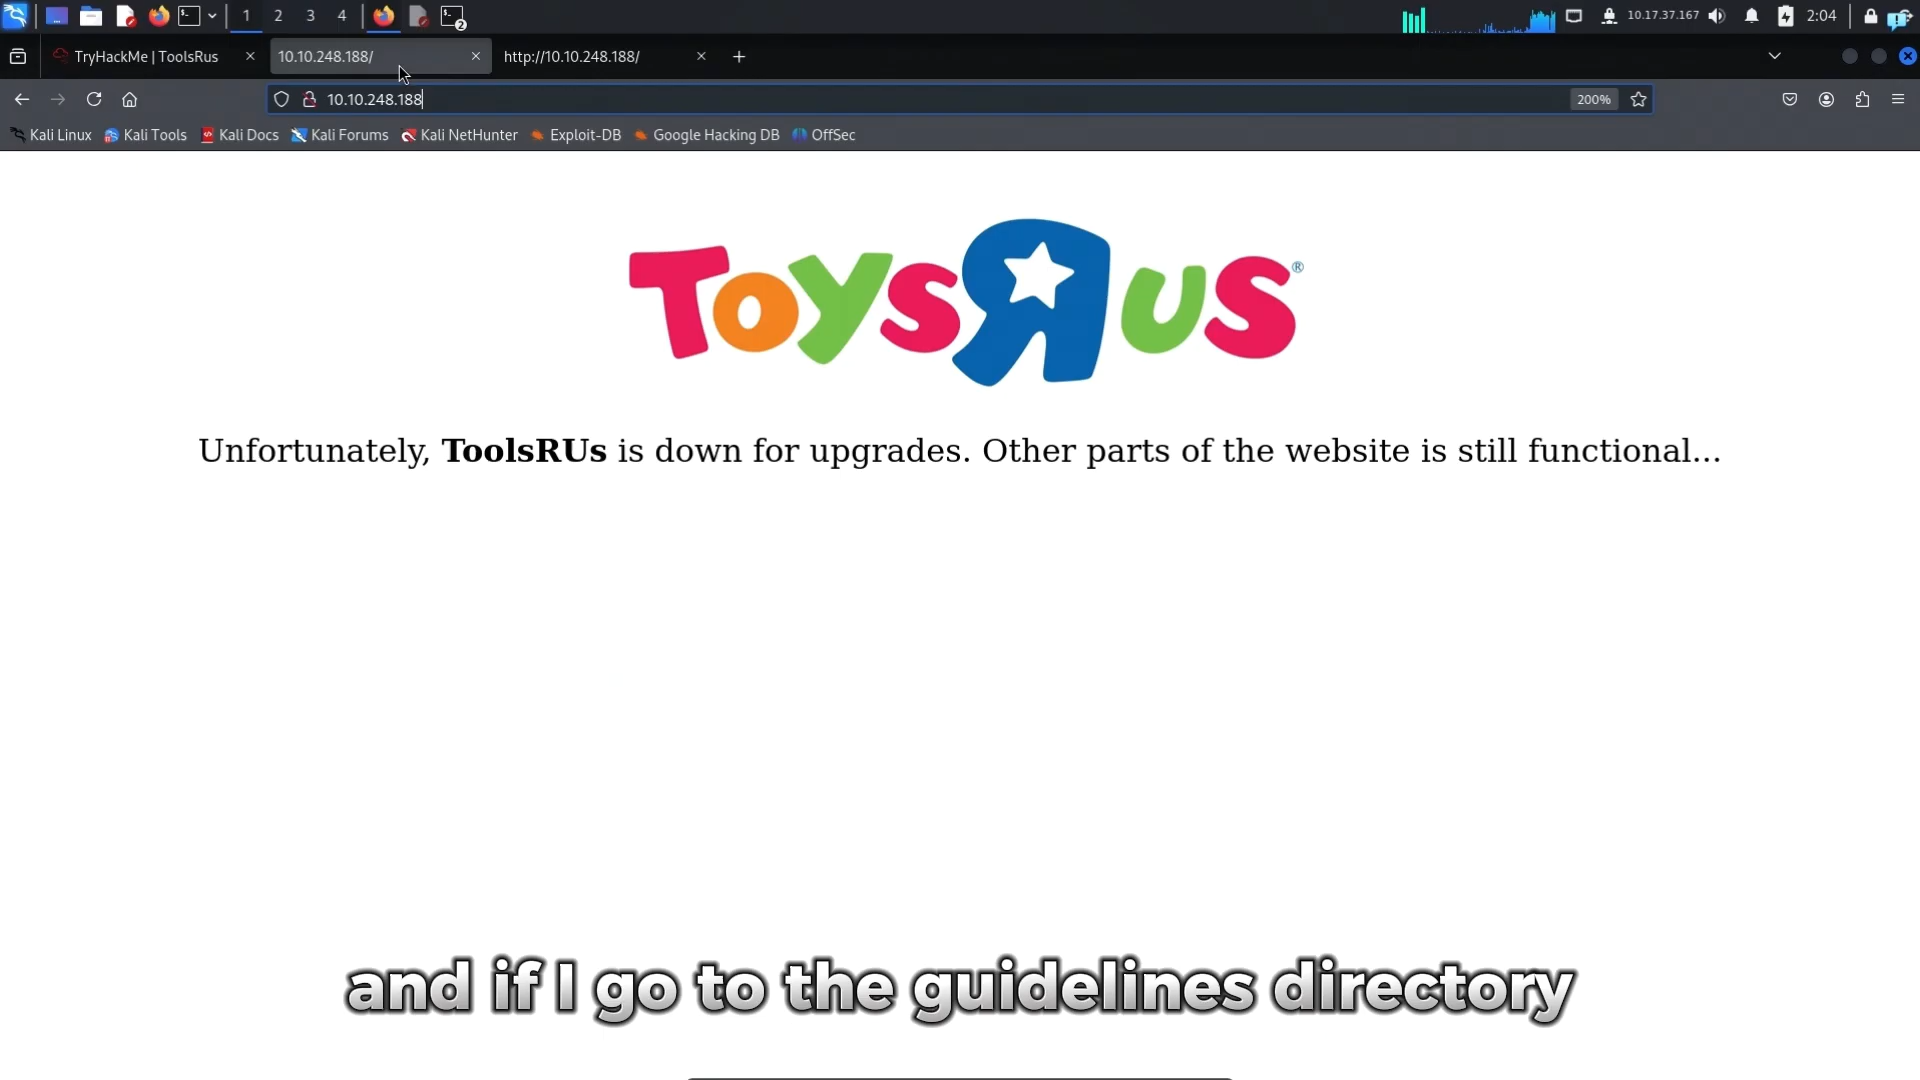 1 2 3 4 2 10.17.37.167 2:04
TryHackMe | ToolsRus 10.10.248.188/ http://10.10.248.188/
10.10.248.188 200%
Kali Linux Kali Tools Kali Docs Kali Forums Kali NetHunter Exploit-DB Google Hacking DB OffSec
ToysRus®
Unfortunately, ToolsRUs is down for upgrades. Other parts of the website is still functional...
and if I go to the guidelines directory